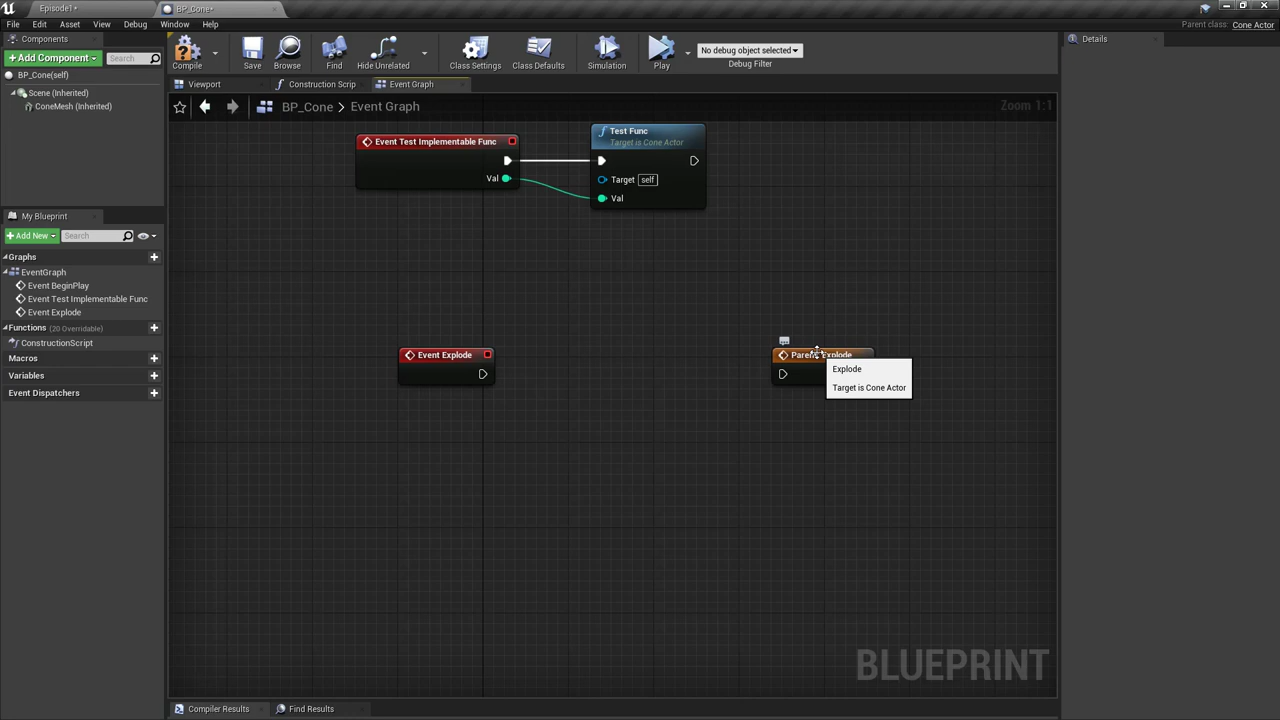 Episode1*
BP_Cone*
File
Edit
Asset
View
Debug
Window
Help
Parent class: Cone Actor
Components
+Add Component
Search
BP_Cone(self)
Scene (Inherited)
ConeMesh (Inherited)
Compile
Save
Browse
Find
Hide Unrelated
Class Settings
Class Defaults
Simulation
Play
No debug object selected
Debug Filter
Details
Viewport
Construction Scrip
Event Graph
BP_Cone
Event Graph
Zoom 1:1
Event Test Implementable Func
Val
Test Func
Target is Cone Actor
Target
self
Val
My Blueprint
+Add New
Search
Graphs
EventGraph
Event BeginPlay
Event Test Implementable Func
Event Explode
Functions (20 Overridable)
ConstructionScript
Macros
Variables
Event Dispatchers
Event Explode
Explode
Target is Cone Actor
BLUEPRINT
Compiler Results
Find Results